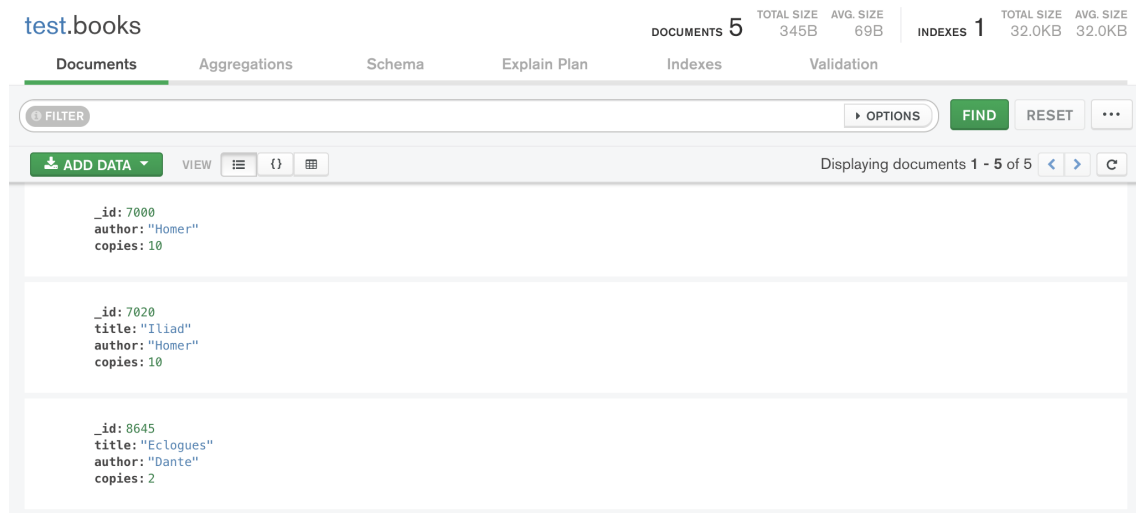 test.books
DOCUMENTS 5 TOTAL SIZE 345B AVG. SIZE 69B INDEXES 1 TOTAL SIZE 32.0KB AVG. SIZE 32.0KB
Documents Aggregations Schema Explain Plan Indexes Validation
FILTER OPTIONS FIND RESET ...
ADD DATA VIEW {} Displaying documents 1 - 5 of 5 < >
_id: 7000
author: "Homer"
copies: 10
_id: 7020
title: "Iliad"
author: "Homer"
copies: 10
_id: 8645
title: "Eclogues"
author: "Dante"
copies: 2